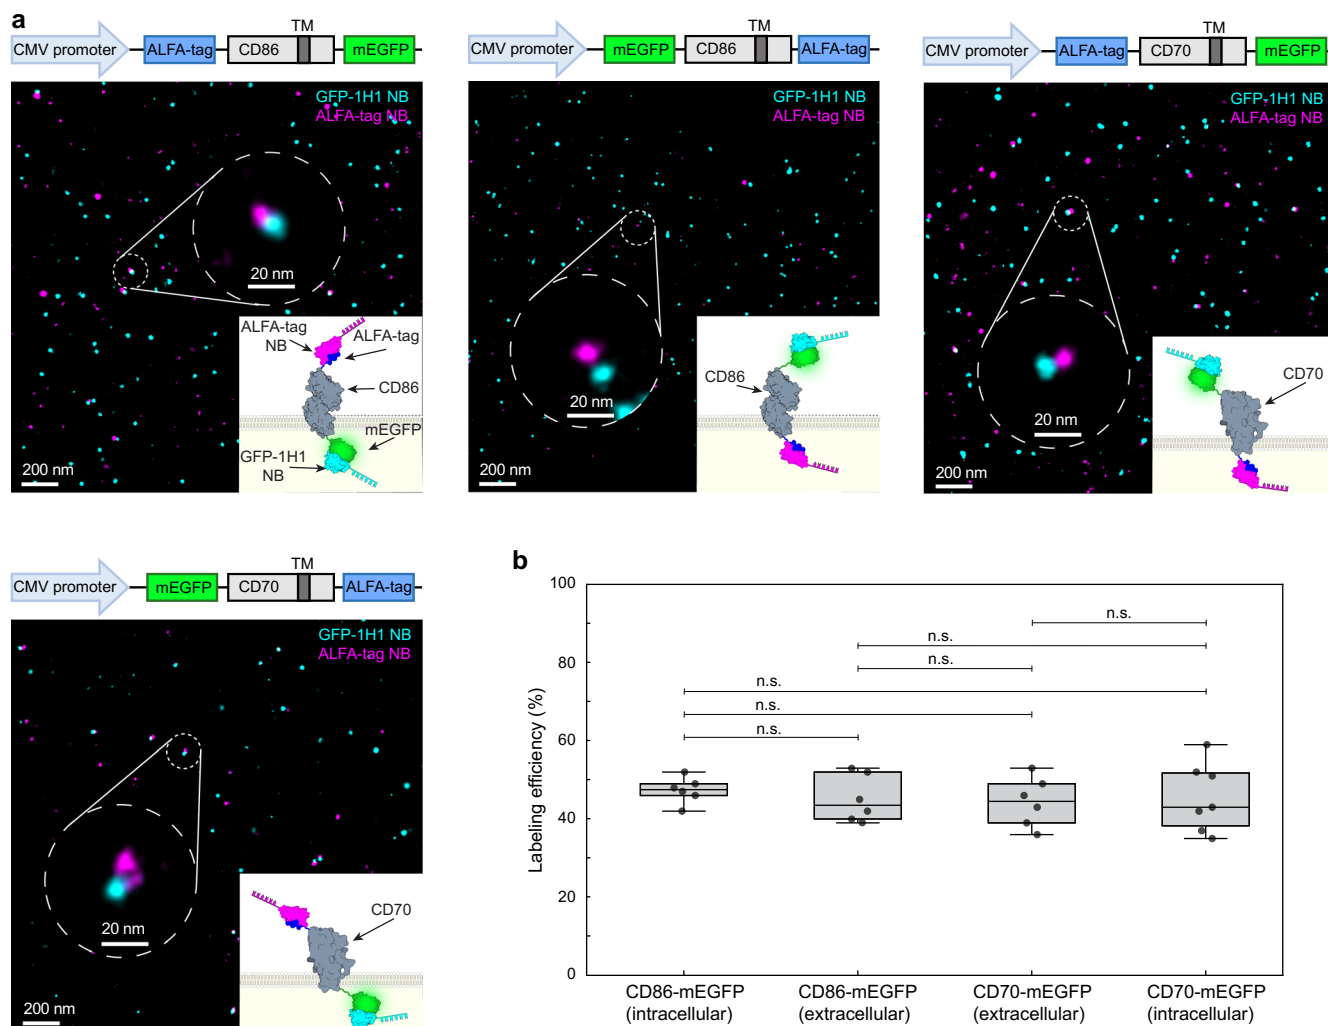 a
TM
CMV promoter
ALFA-tag
CD86
mEGFP
GFP-1H1 NB
ALFA-tag NB
20 nm
ALFA-tag
NB
ALFA-tag
CD86
mEGFP
GFP-1H1
NB
200 nm
TM
CMV promoter
mEGFP
CD86
ALFA-tag
GFP-1H1 NB
ALFA-tag NB
20 nm
CD86
200 nm
TM
CMV promoter
ALFA-tag
CD70
mEGFP
GFP-1H1 NB
ALFA-tag NB
20 nm
CD70
200 nm
TM
CMV promoter
mEGFP
CD70
ALFA-tag
GFP-1H1 NB
ALFA-tag NB
20 nm
CD70
200 nm
b
Labeling efficiency (%)
100
80
60
40
20
0
n.s.
n.s.
n.s.
n.s.
n.s.
n.s.
CD86-mEGFP
(intracellular)
CD86-mEGFP
(extracellular)
CD70-mEGFP
(extracellular)
CD70-mEGFP
(intracellular)